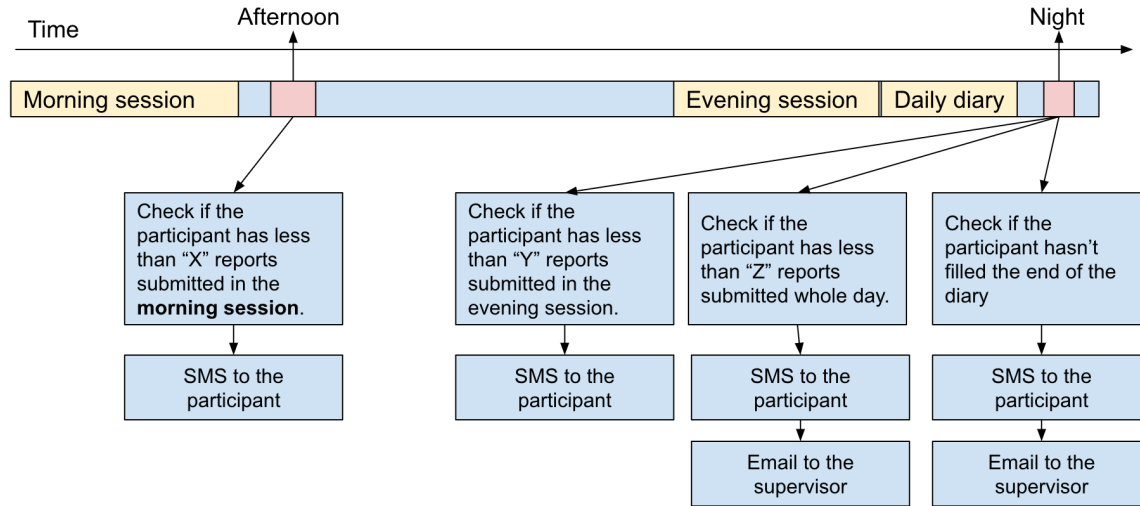 Time
Afternoon
Night
Morning session
Evening session
Daily diary
Check if the
participant has less
than “X” reports
submitted in the
morning session.
Check if the
participant has less
than “Y” reports
submitted in the
evening session.
Check if the
participant has less
than “Z” reports
submitted whole day.
Check if the
participant hasn’t
filled the end of the
diary
SMS to the
participant
SMS to the
participant
SMS to the
participant
SMS to the
participant
Email to the
supervisor
Email to the
supervisor